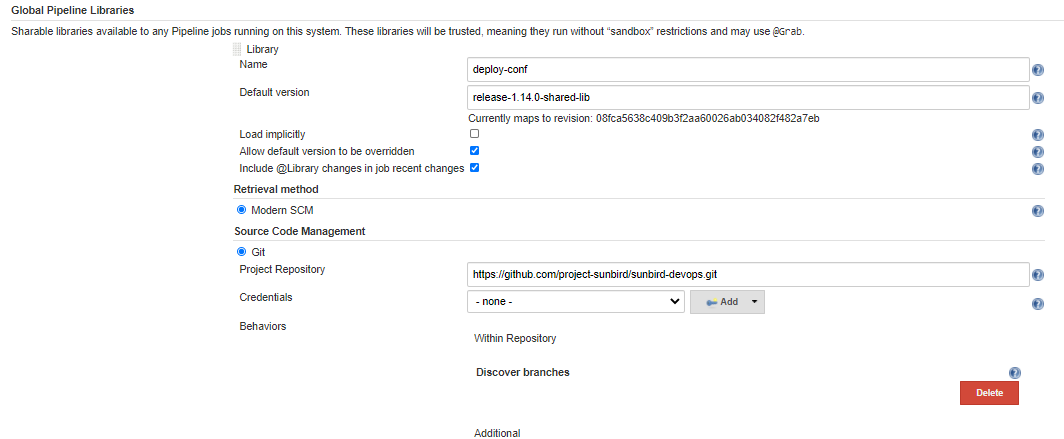 Global Pipeline Libraries
Sharable libraries available to any Pipeline jobs running on this system. These libraries will be trusted, meaning they run without “sandbox” restrictions and may use @Grab.
Library
Name
deploy-conf
Default version
release-1.14.0-shared-lib
Currently maps to revision: 08fca5638c409b3f2aa60026ab034082f482a7eb
Load implicitly
Allow default version to be overridden
Include @Library changes in job recent changes
Retrieval method
Modern SCM
Source Code Management
Git
Project Repository
https://github.com/project-sunbird/sunbird-devops.git
Credentials
- none -
Add
Behaviors
Within Repository
Discover branches
Delete
Additional